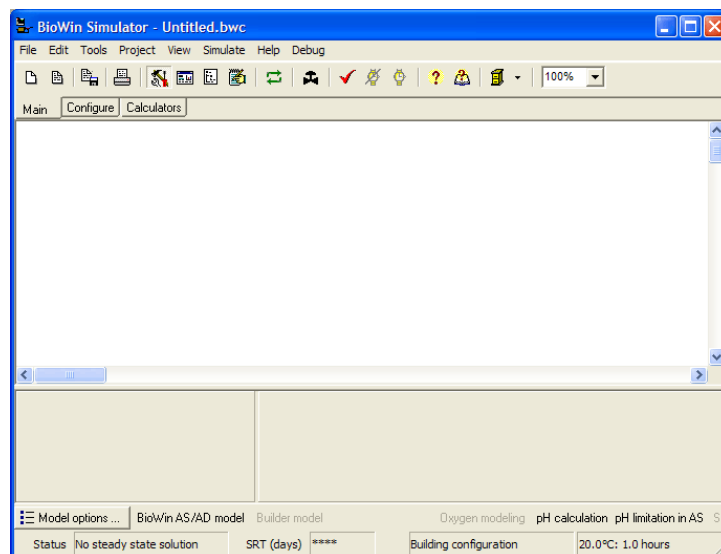 BioWin Simulator - Untitled.bwc
File Edit Tools Project View Simulate Help Debug
100%
Main Configure Calculators
Model options ... BioWin AS/AD model Builder model Oxygen modeling pH calculation pH limitation in AS S
Status No steady state solution SRT (days) **** Building configuration 20.0ºC: 1.0 hours